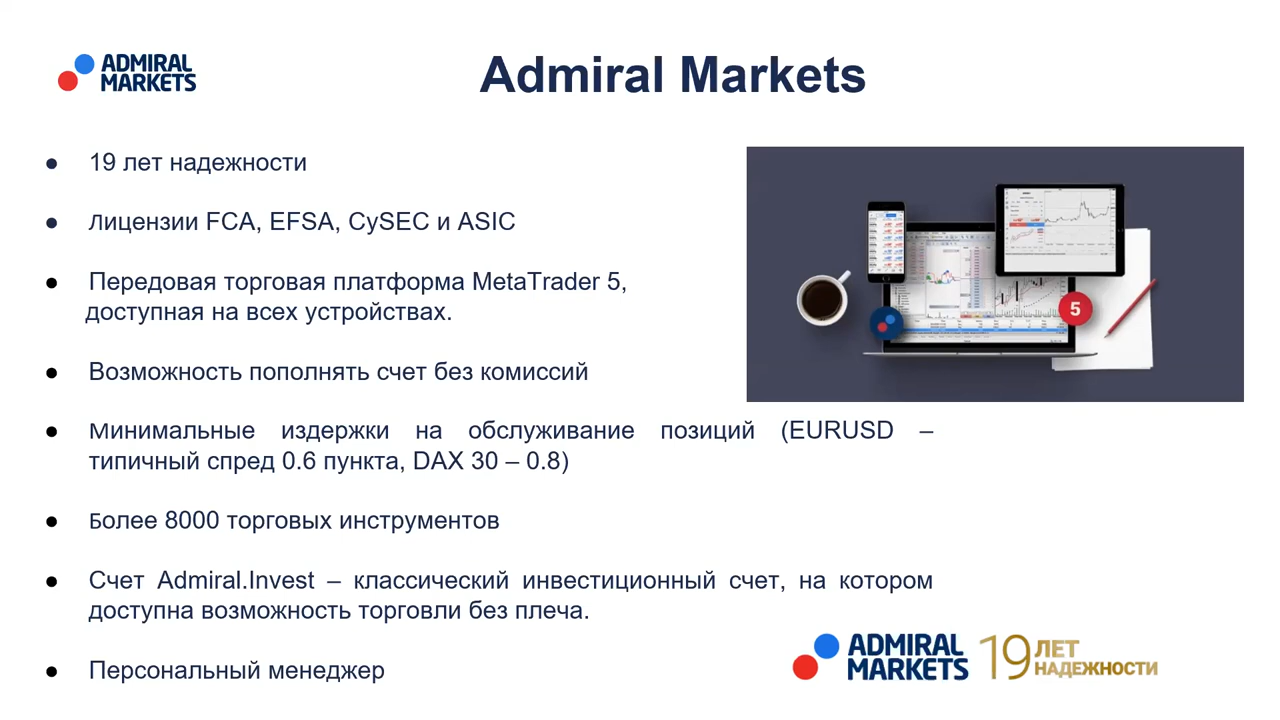 ADMIRAL
MARKETS
Admiral Markets
● 19 лет надежности
● Лицензии FCA, EFSA, CySEC и ASIC
● Передовая торговая платформа MetaTrader 5,
доступная на всех устройствах.
● Возможность пополнять счет без комиссий
● Минимальные издержки на обслуживание позиций (EURUSD –
типичный спред 0.6 пункта, DAX 30 – 0.8)
● Более 8000 торговых инструментов
● Счет Admiral.Invest – классический инвестиционный счет, на котором
доступна возможность торговли без плеча.
● Персональный менеджер
5
ADMIRAL
MARKETS
19 ЛЕТ
НАДЕЖНОСТИ